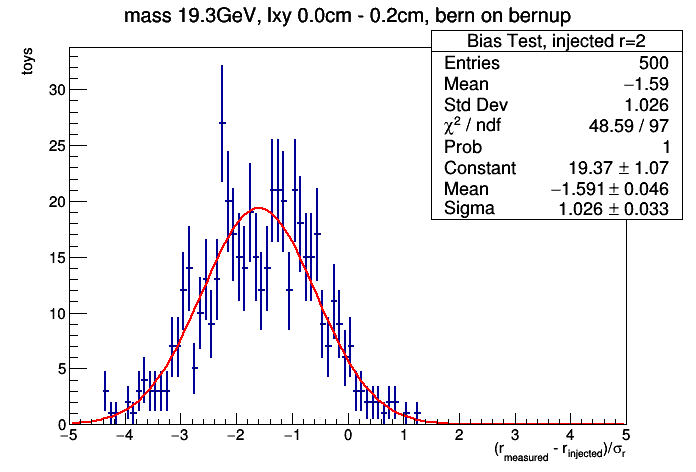 mass 19.3GeV, lxy 0.0cm - 0.2cm, bern on bernup
toys
Bias Test, injected r=2
Entries 500
Mean −1.59
Std Dev 1.026
χ² / ndf 48.59 / 97
Prob 1
Constant 19.37 ± 1.07
Mean −1.591 ± 0.046
Sigma 1.026 ± 0.033
30
25
20
15
10
5
0
−5 −4 −3 −2 −1 0 1 2 3 4 5
(r_measured - r_injected)/σ_r